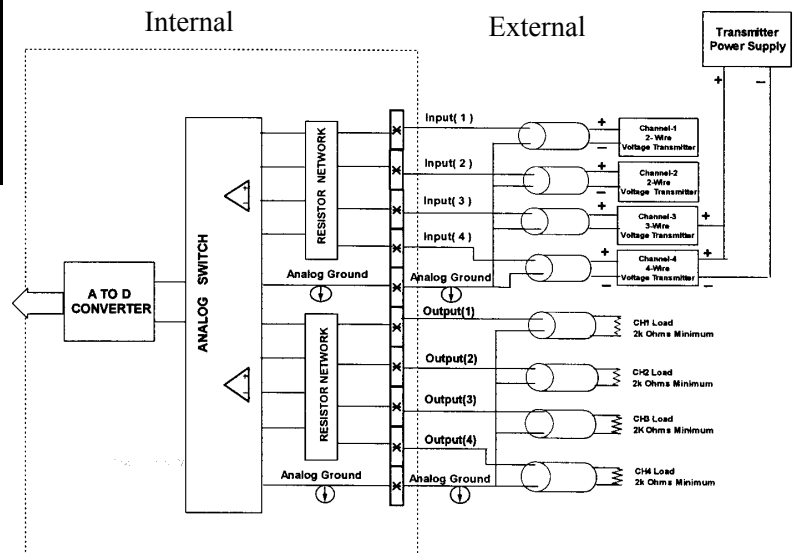 Internal
External
Transmitter
Power Supply
+
–
Input( 1 )
Input( 2 )
Input( 3 )
Input( 4 )
+
–
Channel-1
2- Wire
Voltage Transmitter
+
–
Channel-2
2-Wire
Voltage Transmitter
+
Channel-3
3-Wire
Voltage Transmitter
+
+
–
Channel-4
4-Wire
Voltage Transmitter
+
–
RESISTOR NETWORK
ANALOG SWITCH
A TO D
CONVERTER
Analog Ground
Analog Ground
Output(1)
Output(2)
Output(3)
Output(4)
CH1 Load
2k Ohms Minimum
CH2 Load
2k Ohms Minimum
CH3 Load
2K Ohms Minimum
CH4 Load
2k Ohms Minimum
RESISTOR NETWORK
Analog Ground
Analog Ground